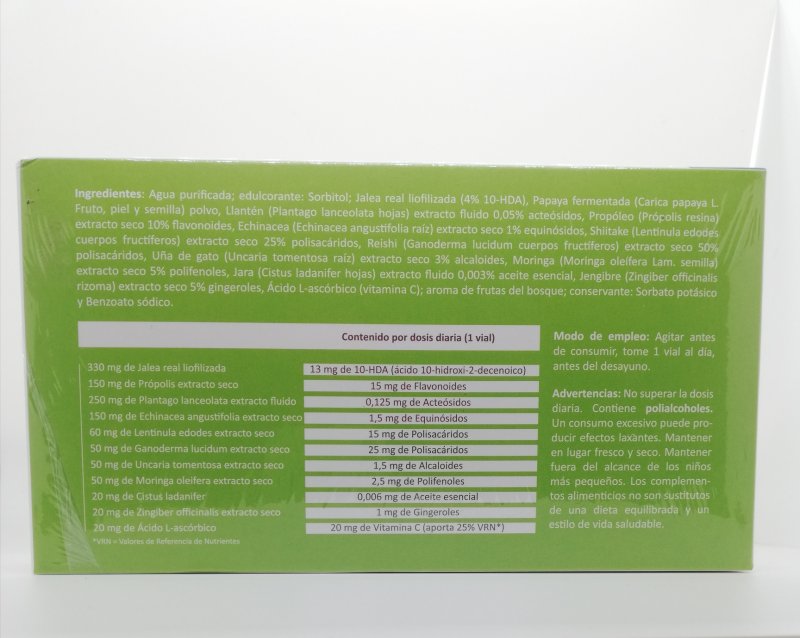 Ingredientes: Agua purificada; edulcorante: Sorbitol; Jalea real liofilizada (4% 10-HDA), Papaya fermentada (Carica papaya L.
Fruto, piel y semilla) polvo, Llantén (Plantago lanceolata hojas) extracto fluido 0,05% acteósidos, Propóleo (Própolis resina)
extracto seco 10% flavonoides, Echinacea (Echinacea angustifolia raíz) extracto seco 1% equinósidos, Shiitake (Lentinula edodes
cuerpos fructíferos) extracto seco 25% polisacáridos, Reishi (Ganoderma lucidum cuerpos fructíferos) extracto seco 50%
polisacáridos, Uña de gato (Uncaria tomentosa raíz) extracto seco 3% alcaloides, Moringa (Moringa oleífera Lam. semilla)
extracto seco 5% polifenoles, Jara (Cistus ladanifer hojas) extracto fluido 0,003% aceite esencial, Jengibre (Zingiber officinalis
rizoma) extracto seco 5% gingeroles, Ácido L-ascórbico (vitamina C); aroma de frutas del bosque; conservante: Sorbato potásico
y Benzoato sódico.
Contenido por dosis diaria (1 vial)
330 mg de Jalea real liofilizada 13 mg de 10-HDA (ácido 10-hidroxi-2-decenoico)
150 mg de Própolis extracto seco 15 mg de Flavonoides
250 mg de Plantago lanceolata extracto fluido 0,125 mg de Acteósidos
150 mg de Echinacea angustifolia extracto seco 1,5 mg de Equinósidos
60 mg de Lentinula edodes extracto seco 15 mg de Polisacáridos
50 mg de Ganoderma lucidum extracto seco 25 mg de Polisacáridos
50 mg de Uncaria tomentosa extracto seco 1,5 mg de Alcaloides
50 mg de Moringa oleifera extracto seco 2,5 mg de Polifenoles
20 mg de Cistus ladanifer 0,006 mg de Aceite esencial
20 mg de Zingiber officinalis extracto seco 1 mg de Gingeroles
20 mg de Ácido L-ascórbico 20 mg de Vitamina C (aporta 25% VRN*)
*VRN = Valores de Referencia de Nutrientes
Modo de empleo: Agitar antes
de consumir, tome 1 vial al día,
antes del desayuno.
Advertencias: No superar la dosis
diaria. Contiene polialcoholes.
Un consumo excesivo puede pro-
ducir efectos laxantes. Mantener
en lugar fresco y seco. Mantener
fuera del alcance de los niños
más pequeños. Los complemen-
tos alimenticios no son sustitutos
de una dieta equilibrada y un
estilo de vida saludable.